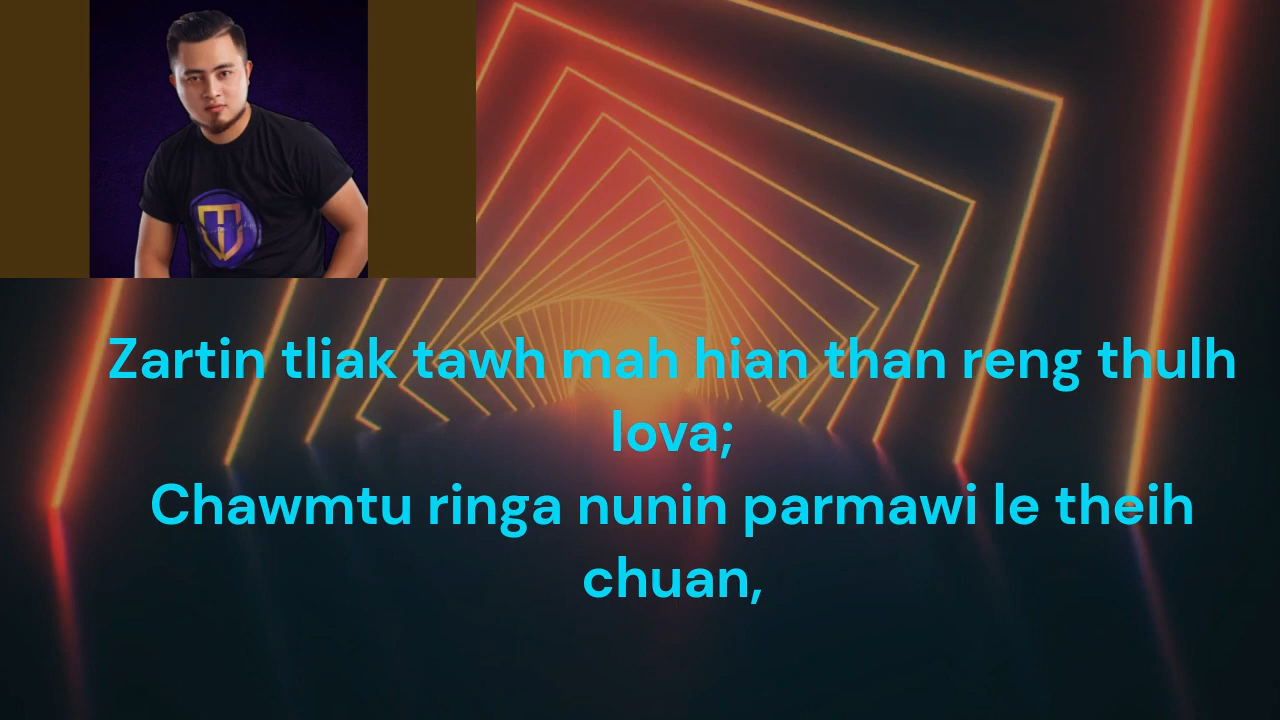 Zartin tliak tawh mah hian than reng thulh
lova;
Chawmtu ringa nunin parmawi le theih
chuan,